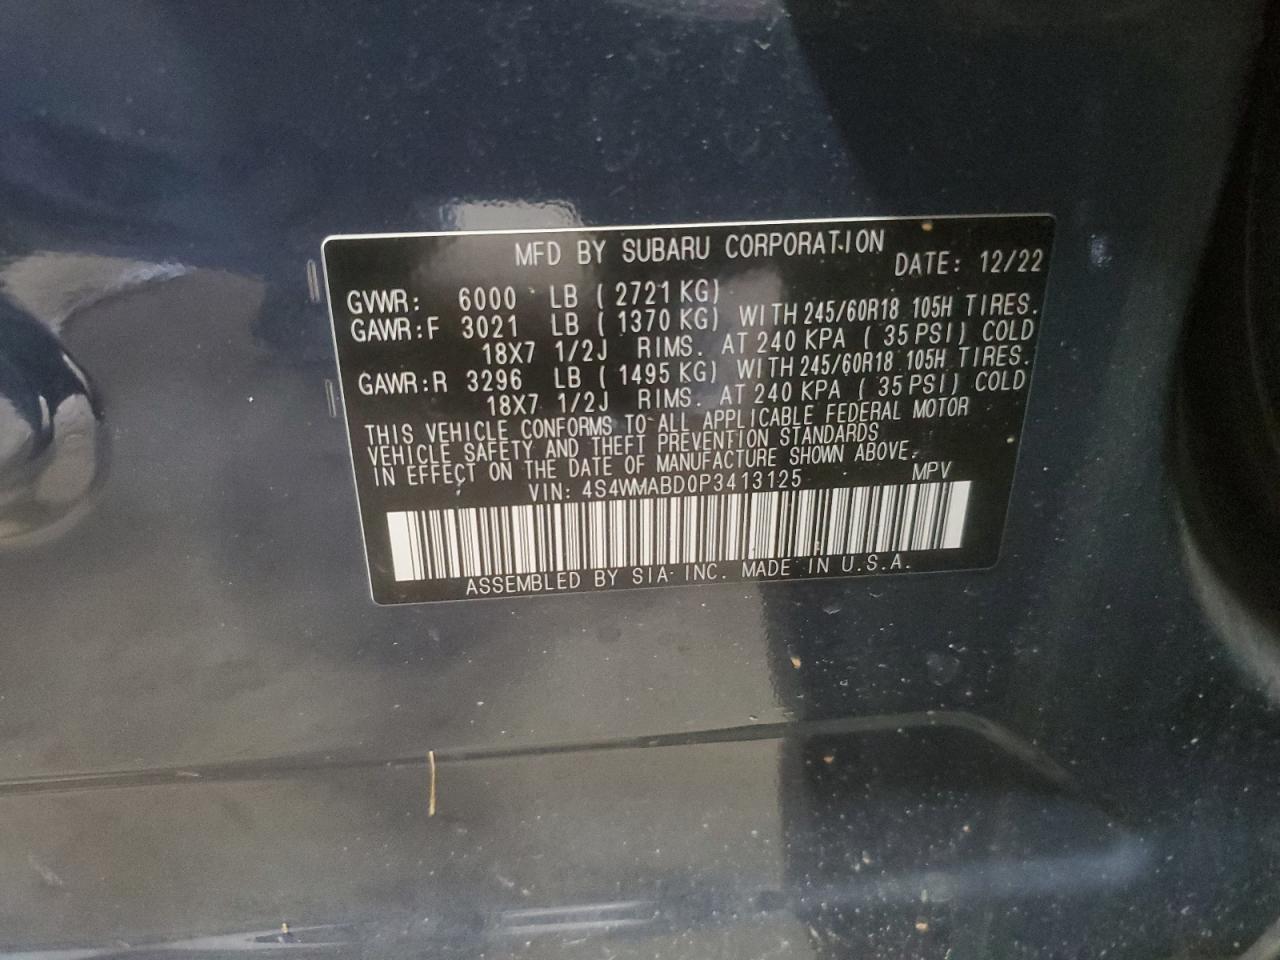 MFD BY SUBARU CORPORATION
DATE: 12/22
GVWR: 6000 LB ( 2721 KG)
GAWR:F 3021 LB ( 1370 KG) WITH 245/60R18 105H TIRES.
18X7 1/2J RIMS. AT 240 KPA ( 35 PSI) COLD
GAWR:R 3296 LB ( 1495 KG) WITH 245/60R18 105H TIRES.
18X7 1/2J RIMS. AT 240 KPA ( 35 PSI) COLD
THIS VEHICLE CONFORMS TO ALL APPLICABLE FEDERAL MOTOR
VEHICLE SAFETY AND THEFT PREVENTION STANDARDS
IN EFFECT ON THE DATE OF MANUFACTURE SHOWN ABOVE.
VIN: 4S4WMABD0P3413125 MPV
ASSEMBLED BY SIA INC. MADE IN U.S.A.